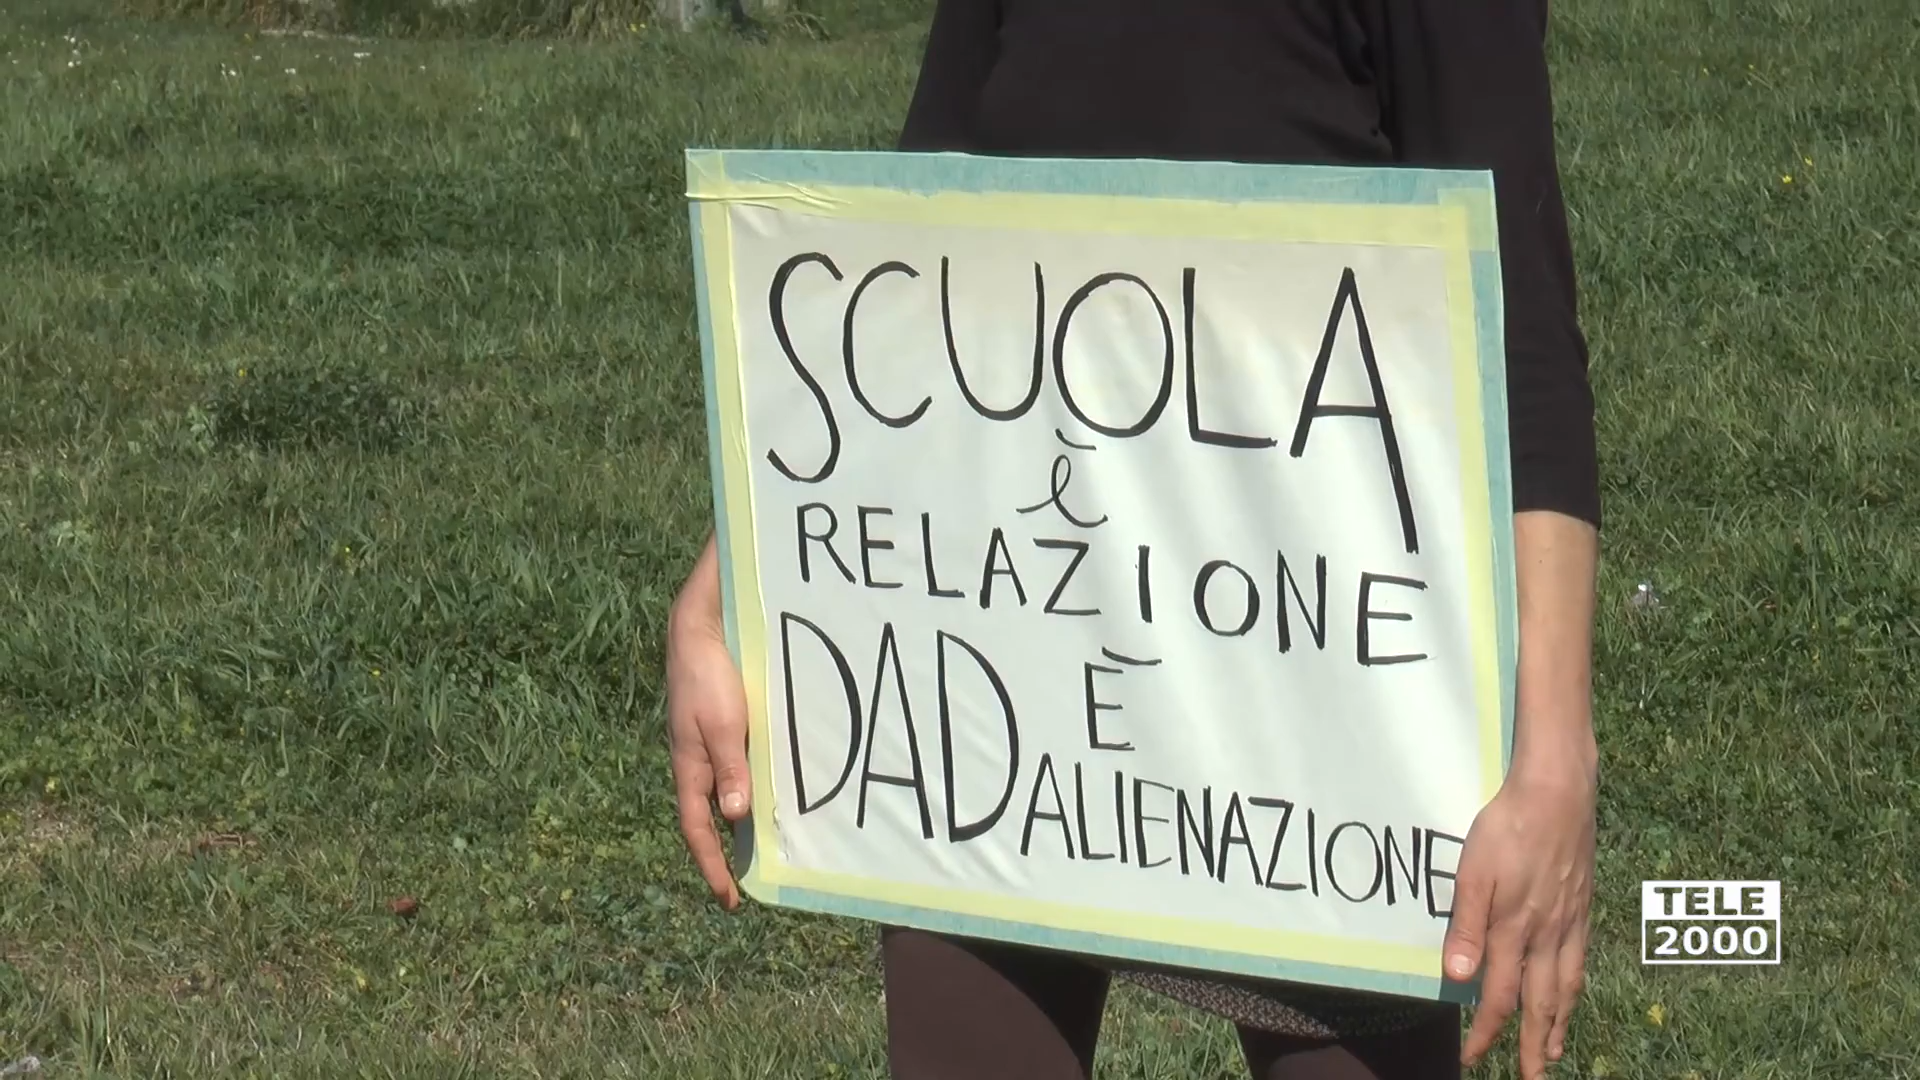 SCUOLA
è
RELAZIONE
DAD È
ALIENAZIONE
TELE
2000